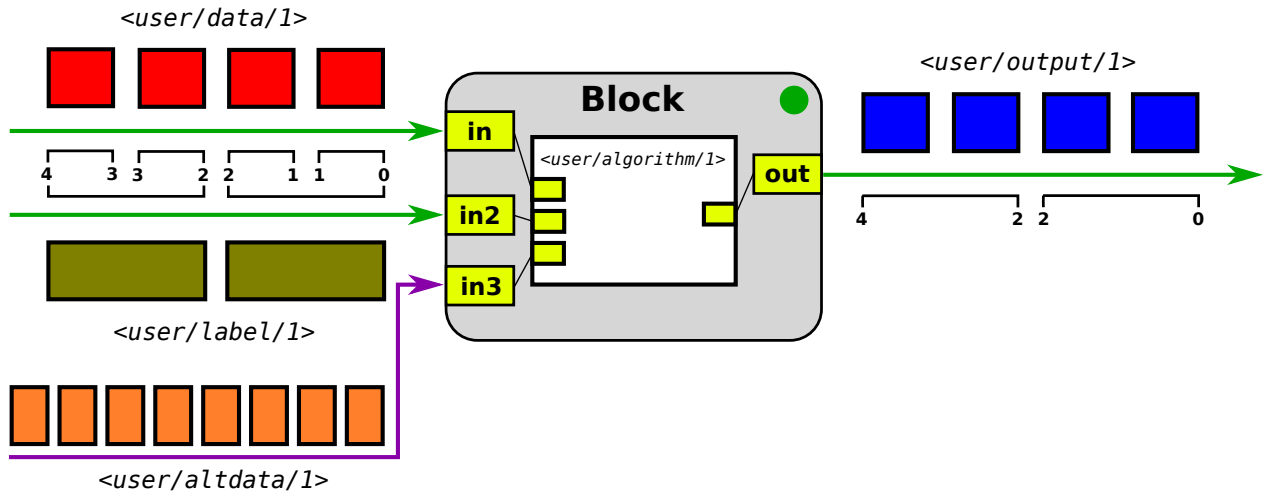 <user/data/1>
4 3 3 2 2 1 1 0
<user/label/1>
<user/altdata/1>
Block
in
in2
in3
<user/algorithm/1>
out
<user/output/1>
4 2 2 0